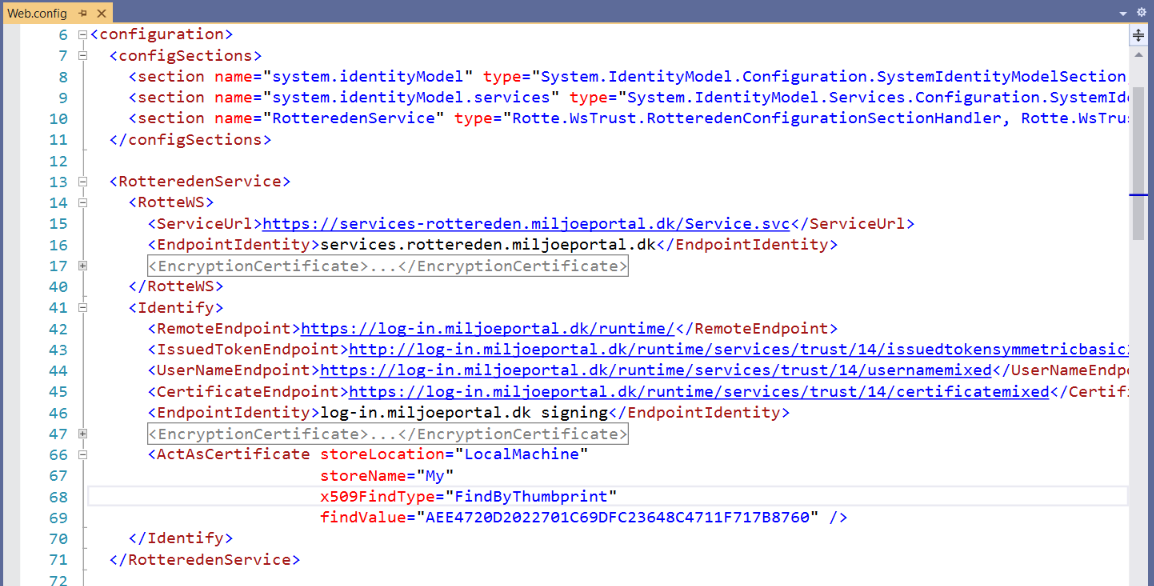 Web.config
6 <configuration>
7 <configSections>
8 <section name="system.identityModel" type="System.IdentityModel.Configuration.SystemIdentityModelSection
9 <section name="system.identityModel.services" type="System.IdentityModel.Services.Configuration.SystemIde
10 <section name="RotteredenService" type="Rotte.WsTrust.RotteredenConfigurationSectionHandler, Rotte.WsTrus
11 </configSections>
12
13 <RotteredenService>
14 <RotteWS>
15 <ServiceUrl>https://services-rottereden.miljoeportal.dk/Service.svc</ServiceUrl>
16 <EndpointIdentity>services.rottereden.miljoeportal.dk</EndpointIdentity>
17 <EncryptionCertificate>...</EncryptionCertificate>
40 </RotteWS>
41 <Identify>
42 <RemoteEndpoint>https://log-in.miljoeportal.dk/runtime/</RemoteEndpoint>
43 <IssuedTokenEndpoint>http://log-in.miljoeportal.dk/runtime/services/trust/14/issuedtokensymmetricbasic2
44 <UserNameEndpoint>https://log-in.miljoeportal.dk/runtime/services/trust/14/usernamemixed</UserNameEndpo
45 <CertificateEndpoint>https://log-in.miljoeportal.dk/runtime/services/trust/14/certificatemixed</Certifi
46 <EndpointIdentity>log-in.miljoeportal.dk signing</EndpointIdentity>
47 <EncryptionCertificate>...</EncryptionCertificate>
66 <ActAsCertificate storeLocation="LocalMachine"
67 storeName="My"
68 x509FindType="FindByThumbprint"
69 findValue="AEE4720D2022701C69DFC23648C4711F717B8760" />
70 </Identify>
71 </RotteredenService>
72